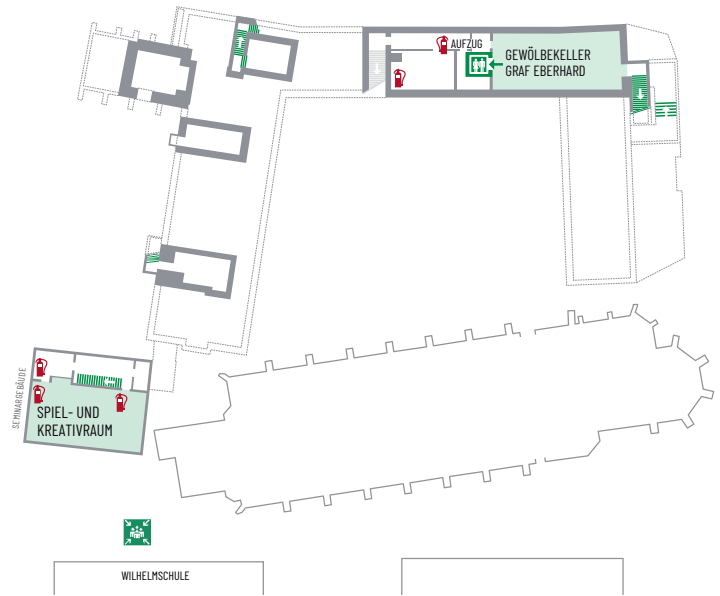 AUFZUG
GEWÖLBEKELLER
GRAF EBERHARD
SEMINARGEBÄUDE
SPIEL- UND
KREATIVRAUM
WILHELMSCHULE